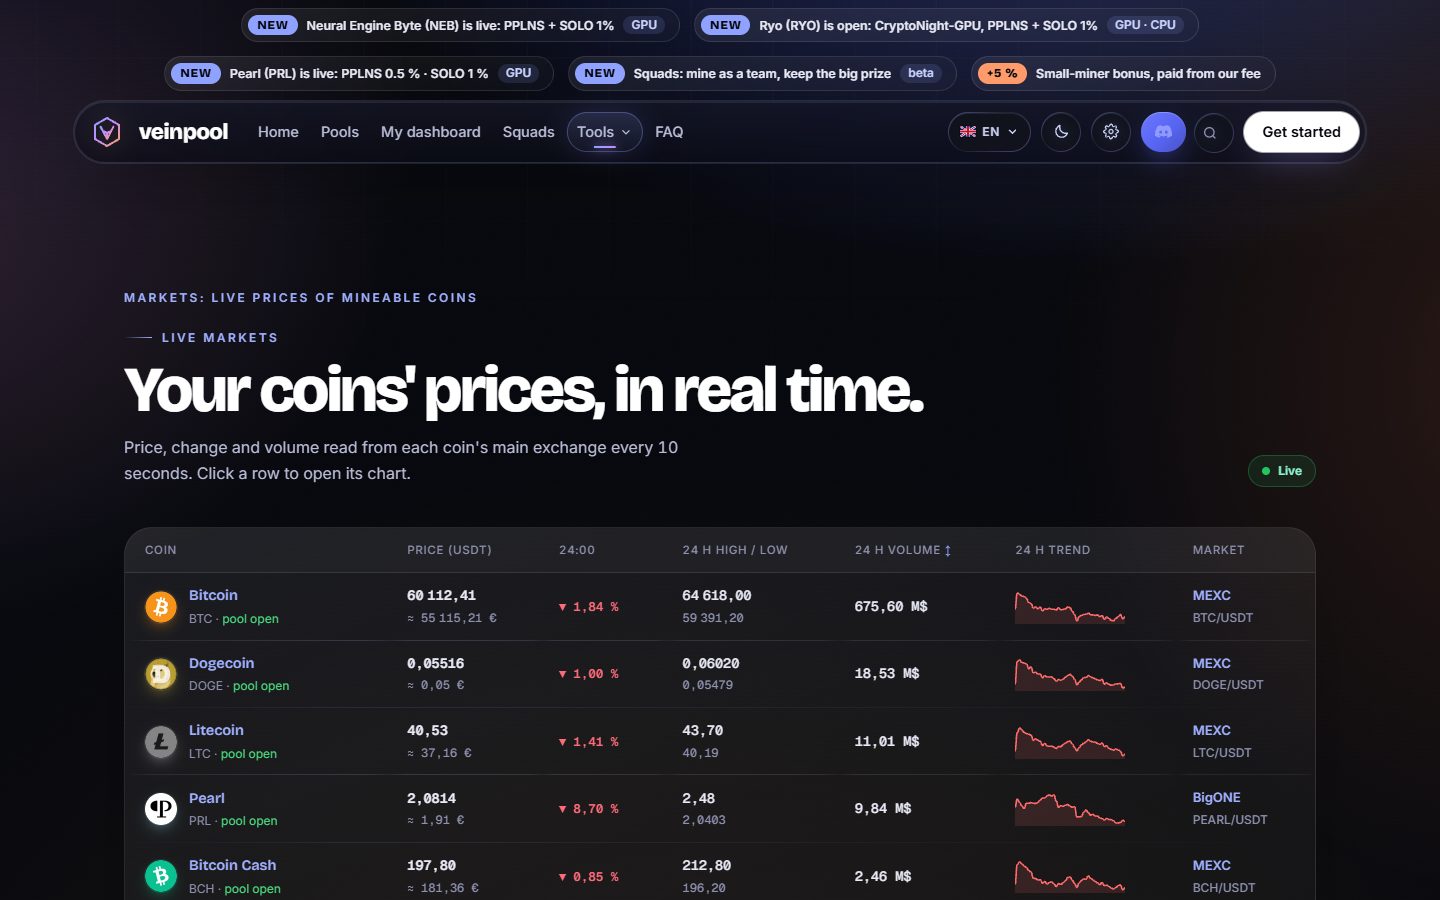 NEW Neural Engine Byte (NEB) is live: PPLNS + SOLO 1% GPU
NEW Ryo (RYO) is open: CryptoNight-GPU, PPLNS + SOLO 1% GPU · CPU
NEW Pearl (PRL) is live: PPLNS 0.5 % · SOLO 1 % GPU
NEW Squads: mine as a team, keep the big prize beta
+5 % Small-miner bonus, paid from our fee
veinpool Home Pools My dashboard Squads Tools FAQ EN Get started
MARKETS: LIVE PRICES OF MINEABLE COINS
LIVE MARKETS
Your coins' prices, in real time.
Price, change and volume read from each coin's main exchange every 10
seconds. Click a row to open its chart.
Live
COIN PRICE (USDT) 24:00 24 H HIGH / LOW 24 H VOLUME ↕ 24 H TREND MARKET
Bitcoin 60 112,41 ▼ 1,84 % 64 618,00 675,60 M$ MEXC
BTC · pool open ≈ 55 115,21 € 59 391,20 BTC/USDT
Dogecoin 0,05516 ▼ 1,00 % 0,06020 18,53 M$ MEXC
DOGE · pool open ≈ 0,05 € 0,05479 DOGE/USDT
Litecoin 40,53 ▼ 1,41 % 43,70 11,01 M$ MEXC
LTC · pool open ≈ 37,16 € 40,19 LTC/USDT
Pearl 2,0814 ▼ 8,70 % 2,48 9,84 M$ BigONE
PRL · pool open ≈ 1,91 € 2,0403 PEARL/USDT
Bitcoin Cash 197,80 ▼ 0,85 % 212,80 2,46 M$ MEXC
BCH · pool open ≈ 181,36 € 196,20 BCH/USDT